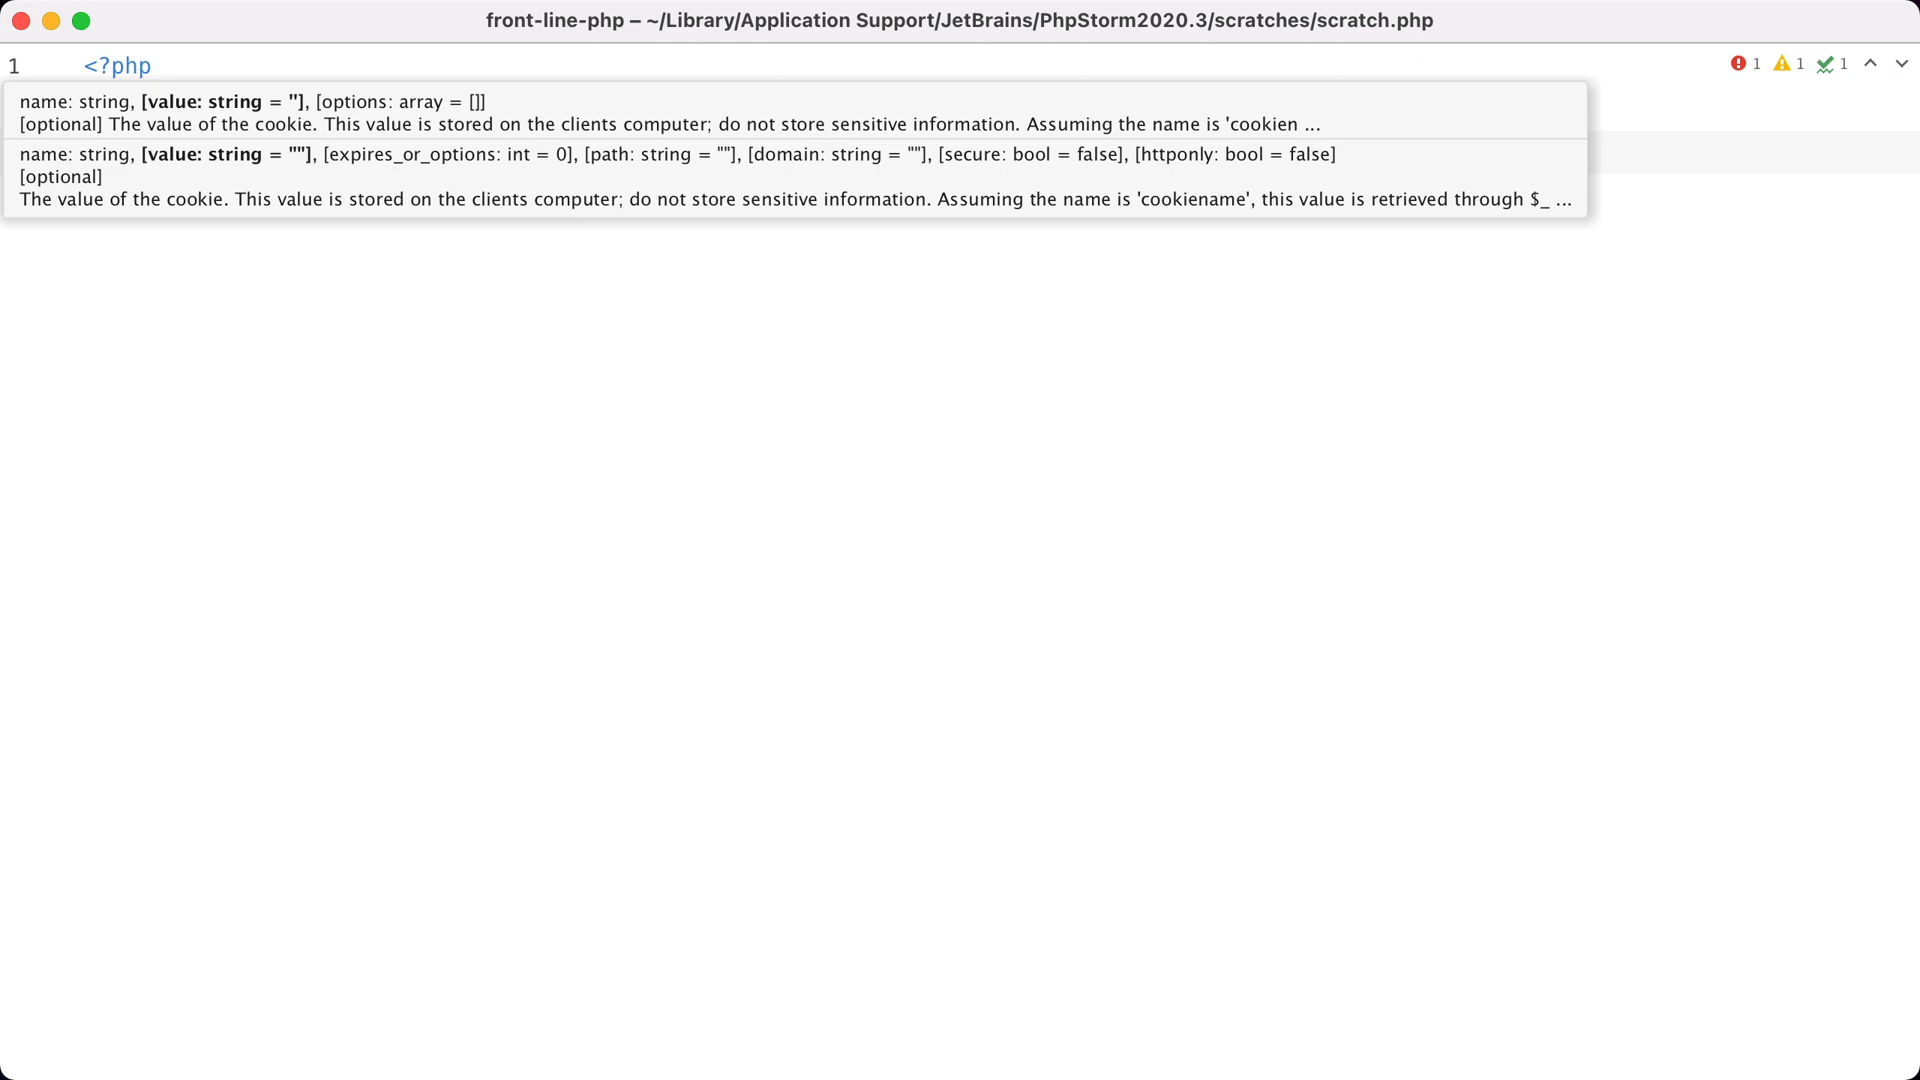 front-line-php – ~/Library/Application Support/JetBrains/PhpStorm2020.3/scratches/scratch.php
1 <?php
1 1 1
name: string, [value: string = ''], [options: array = []]
[optional] The value of the cookie. This value is stored on the clients computer; do not store sensitive information. Assuming the name is 'cookien ...
name: string, [value: string = ""], [expires_or_options: int = 0], [path: string = ""], [domain: string = ""], [secure: bool = false], [httponly: bool = false]
[optional]
The value of the cookie. This value is stored on the clients computer; do not store sensitive information. Assuming the name is 'cookiename', this value is retrieved through $_ ...